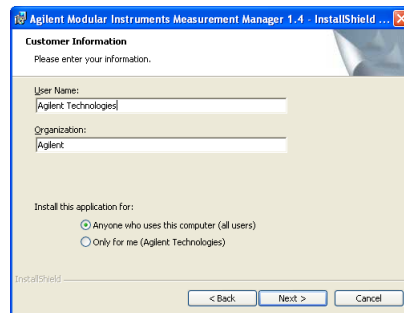 Agilent Modular Instruments Measurement Manager 1.4 - InstallShield ...
Customer Information
Please enter your information.
User Name:
Agilent Technologies
Organization:
Agilent
Install this application for:
Anyone who uses this computer (all users)
Only for me (Agilent Technologies)
InstallShield
< Back Next > Cancel